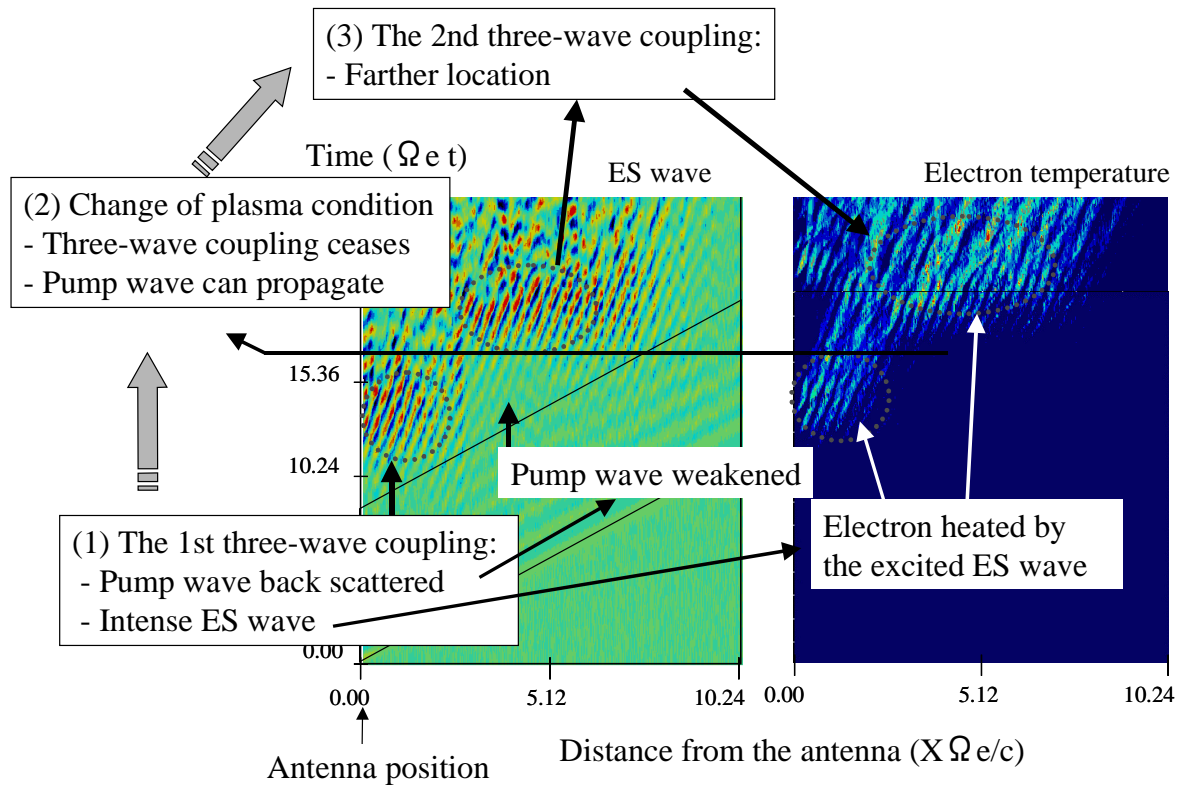 (3) The 2nd three-wave coupling:
- Farther location
Time (Ωe t)
ES wave
Electron temperature
(2) Change of plasma condition
- Three-wave coupling ceases
- Pump wave can propagate
15.36
10.24
Pump wave weakened
(1) The 1st three-wave coupling:
- Pump wave back scattered
- Intense ES wave
Electron heated by
the excited ES wave
0.00
0.00
5.12
10.24
0.00
5.12
10.24
Distance from the antenna (XΩe/c)
Antenna position